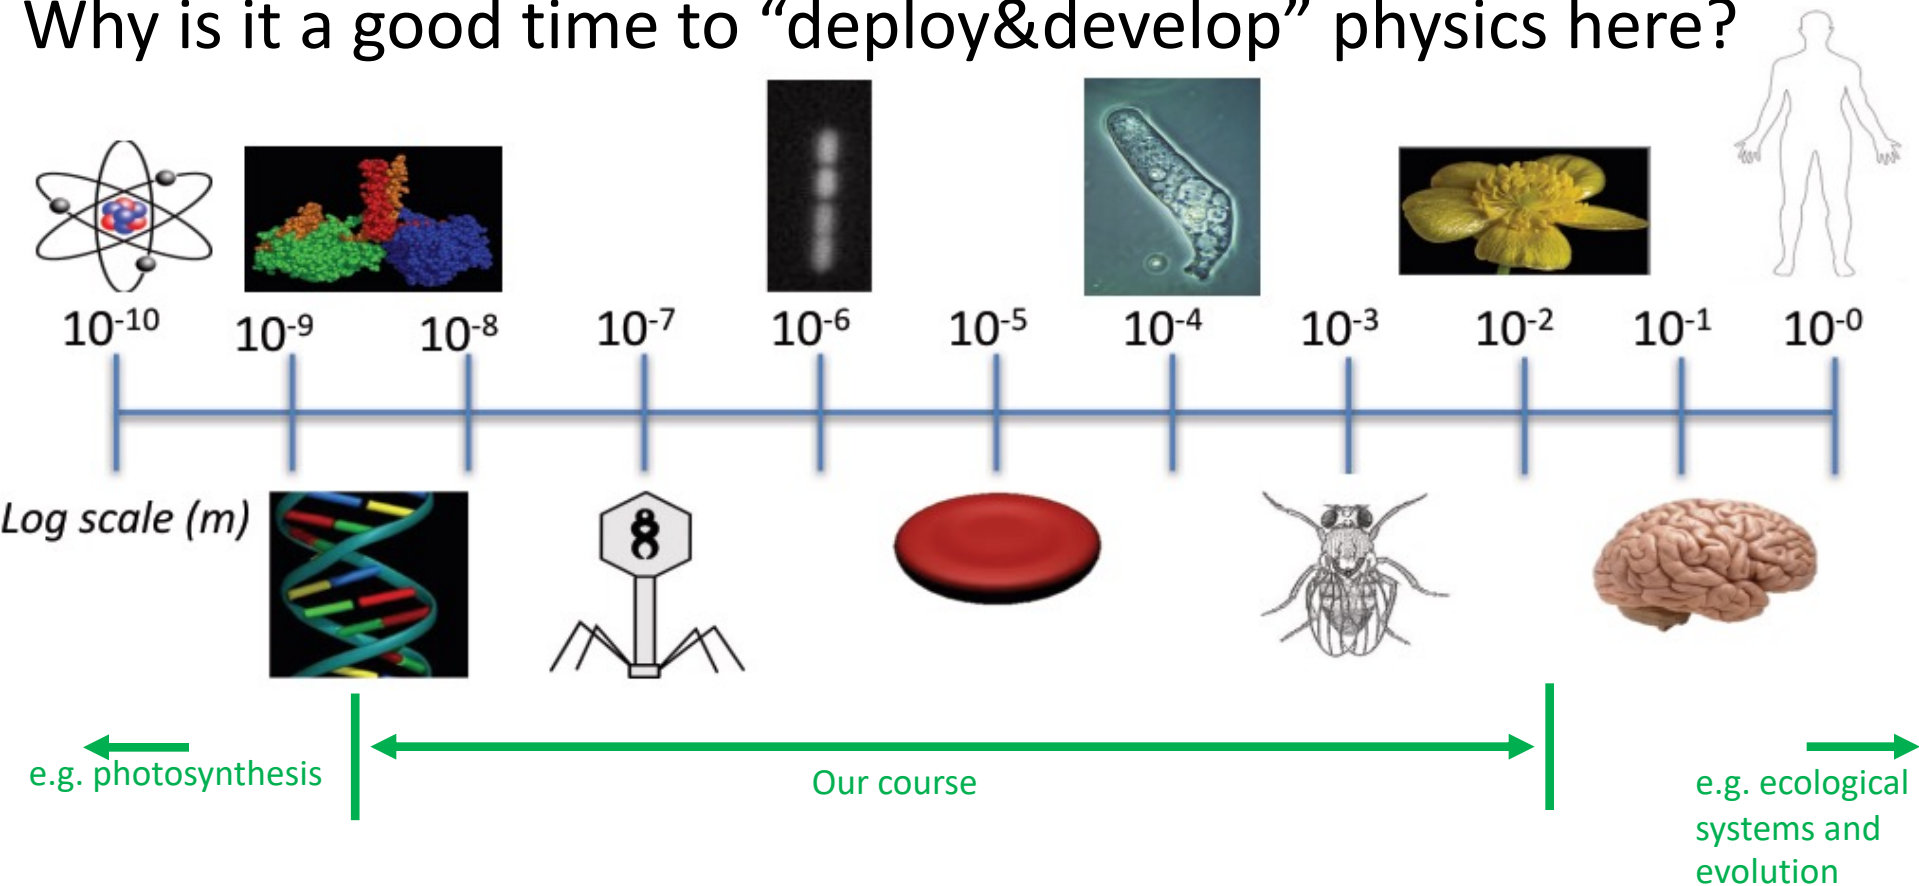 Why is it a good time to “deploy&develop” physics here?
10-10 10-9 10-8 10-7 10-6 10-5 10-4 10-3 10-2 10-1 10-0
Log scale (m)
8
e.g. photosynthesis
Our course
e.g. ecological
systems and
evolution